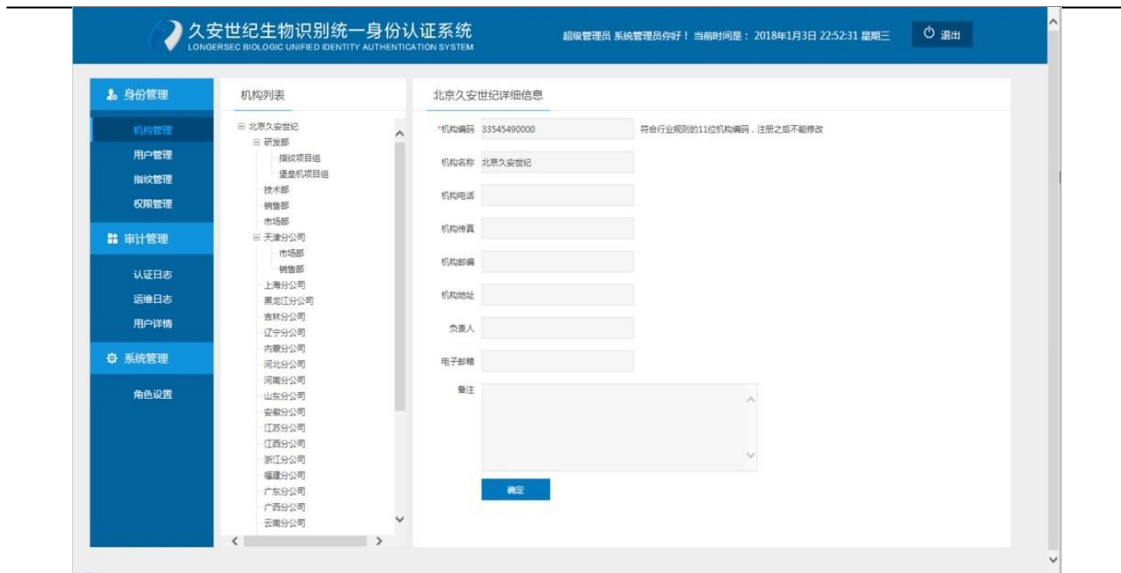 久安世纪生物识别统一身份认证系统
LONGERSEC BIOLOGIC UNIFIED IDENTITY AUTHENTICATION SYSTEM
超级管理员 系统管理员你好！ 当前时间是： 2018年1月3日 22:52:31 星期三
退出
身份管理
机构管理
用户管理
指纹管理
权限管理
审计管理
认证日志
运维日志
用户详情
系统管理
角色设置
机构列表
北京久安世纪
研发部
指纹项目组
堡垒机项目组
技术部
销售部
市场部
天津分公司
市场部
销售部
上海分公司
黑龙江分公司
吉林分公司
辽宁分公司
内蒙分公司
河北分公司
河南分公司
山东分公司
安徽分公司
江苏分公司
江西分公司
浙江分公司
福建分公司
广东分公司
广西分公司
云南分公司
北京久安世纪详细信息
*机构编码 33545490000 符合行业规则的11位机构编码，注册之后不能修改
机构名称 北京久安世纪
机构电话
机构传真
机构邮编
机构地址
负责人
电子邮箱
备注
确定